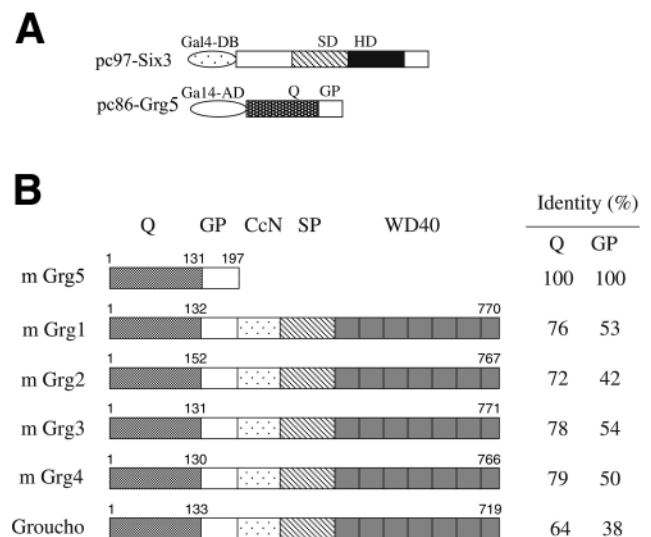 A
Gal4-DB SD HD
pc97-Six3
Ga14-AD Q GP
pc86-Grg5
B
Identity (%)
Q GP CcN SP WD40
Q GP
1 131 197
m Grg5 100 100
1 132 770
m Grg1 76 53
1 152 767
m Grg2 72 42
1 131 771
m Grg3 78 54
1 130 766
m Grg4 79 50
1 133 719
Groucho 64 38